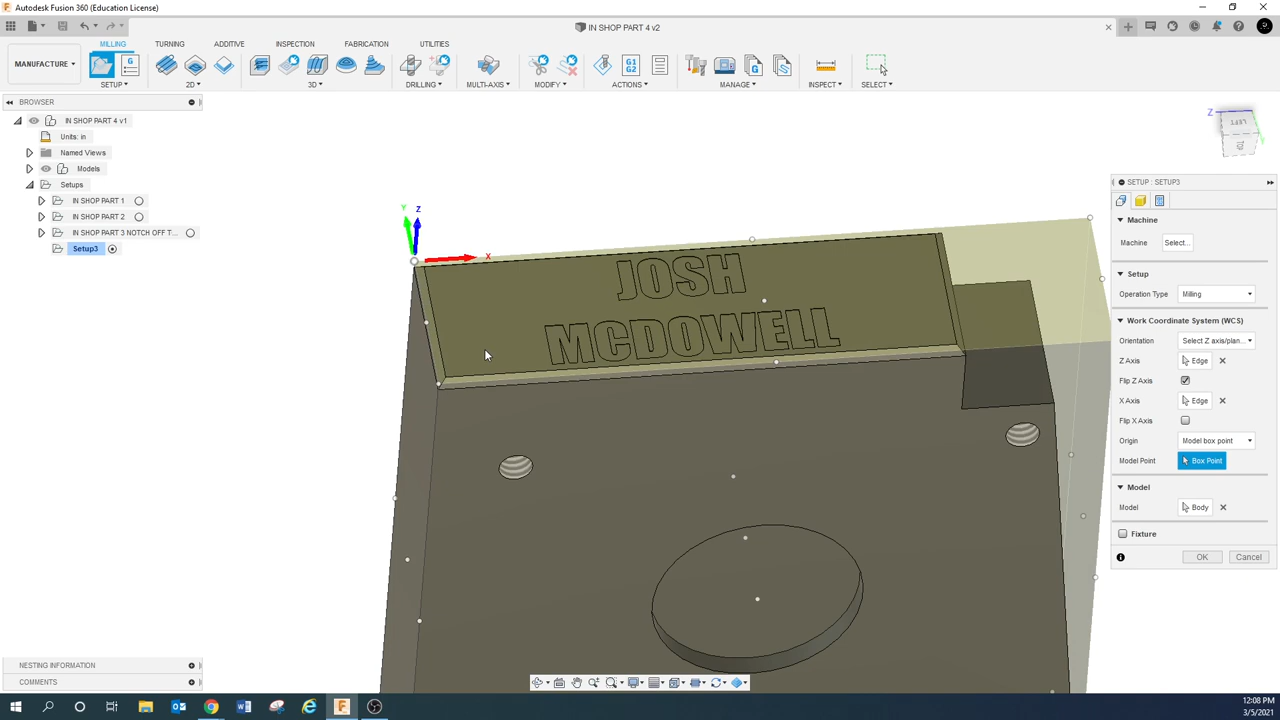 Autodesk Fusion 360 (Education License)
IN SHOP PART 4 v2
MANUFACTURE
MILLING
TURNING
ADDITIVE
INSPECTION
FABRICATION
UTILITIES
G1
G2
SETUP
2D
3D
DRILLING
MULTI-AXIS
MODIFY
ACTIONS
MANAGE
INSPECT
SELECT
BROWSER
IN SHOP PART 4 v1
Units: in
Named Views
Models
Setups
IN SHOP PART 1
IN SHOP PART 2
IN SHOP PART 3 NOTCH OFF T...
Setup3
Y
Z
X
JOSH
MCDOWELL
Z
LEFT
SETUP : SETUP3
Machine
Machine
Select...
Setup
Operation Type
Milling
Work Coordinate System (WCS)
Orientation
Select Z axis/plan...
Z Axis
Edge
Flip Z Axis
X Axis
Edge
Flip X Axis
Origin
Model box point
Model Point
Box Point
Model
Model
Body
Fixture
OK
Cancel
NESTING INFORMATION
COMMENTS
12:08 PM
3/5/2021